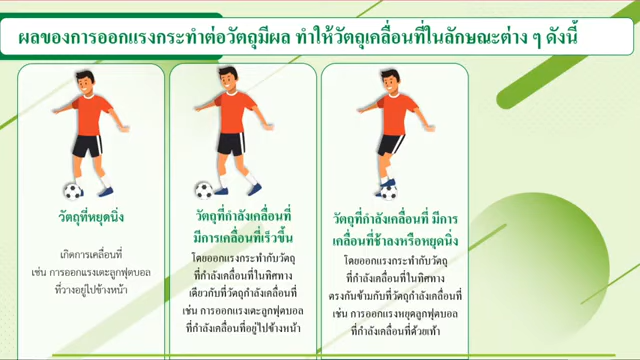 ผลของการออกแรงกระทำต่อวัตถุมีผล ทำให้วัตถุเคลื่อนที่ในลักษณะต่าง ๆ ดังนี้
วัตถุที่หยุดนิ่ง
เกิดการเคลื่อนที่
เช่น การออกแรงเตะลูกฟุตบอล
ที่วางอยู่ไปข้างหน้า
วัตถุที่กำลังเคลื่อนที่
มีการเคลื่อนที่เร็วขึ้น
โดยออกแรงกระทำกับวัตถุ
ที่กำลังเคลื่อนที่ในทิศทาง
เดียวกับที่วัตถุกำลังเคลื่อนที่
เช่น การออกแรงเตะลูกฟุตบอล
ที่กำลังเคลื่อนที่อยู่ไปข้างหน้า
วัตถุที่กำลังเคลื่อนที่ มีการ
เคลื่อนที่ช้าลงหรือหยุดนิ่ง
โดยออกแรงกระทำกับวัตถุ
ที่กำลังเคลื่อนที่ในทิศทาง
ตรงกันข้ามกับที่วัตถุกำลังเคลื่อนที่
เช่น การออกแรงหยุดลูกฟุตบอล
ที่กำลังเคลื่อนที่ด้วยเท้า